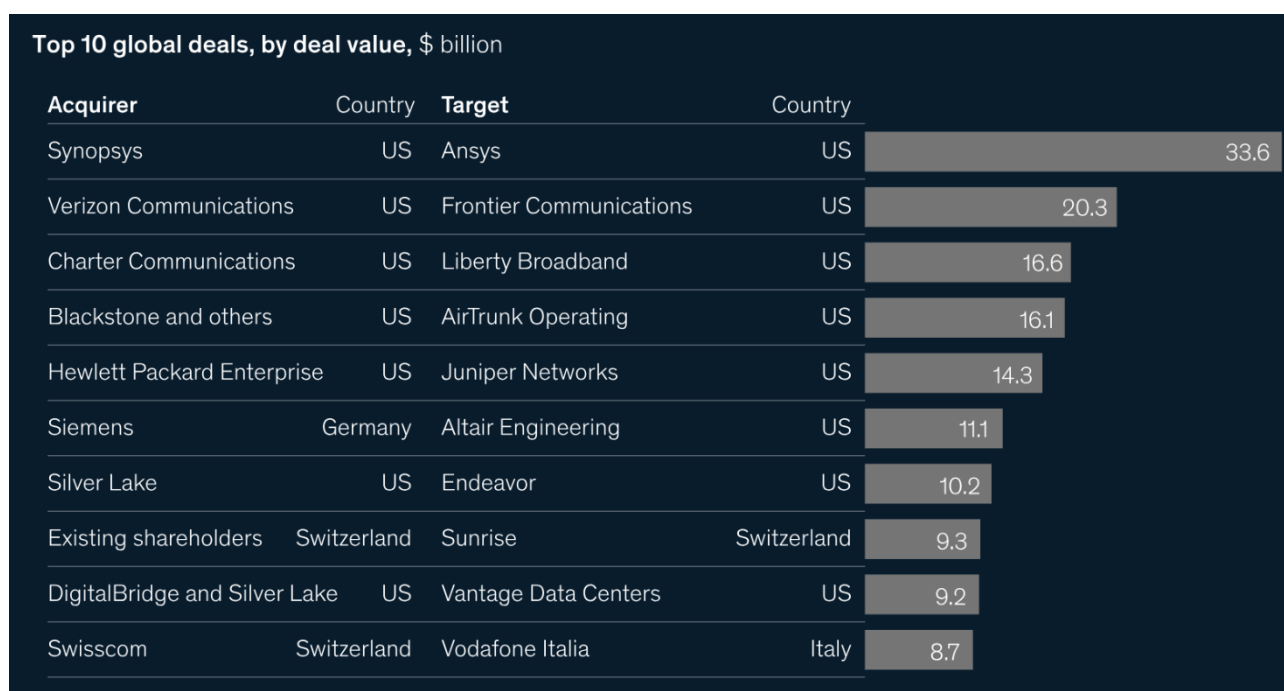 Top 10 global deals, by deal value, $ billion
Acquirer Country Target Country
Synopsys US Ansys US 33.6
Verizon Communications US Frontier Communications US 20.3
Charter Communications US Liberty Broadband US 16.6
Blackstone and others US AirTrunk Operating US 16.1
Hewlett Packard Enterprise US Juniper Networks US 14.3
Siemens Germany Altair Engineering US 11.1
Silver Lake US Endeavor US 10.2
Existing shareholders Switzerland Sunrise Switzerland 9.3
DigitalBridge and Silver Lake US Vantage Data Centers US 9.2
Swisscom Switzerland Vodafone Italia Italy 8.7